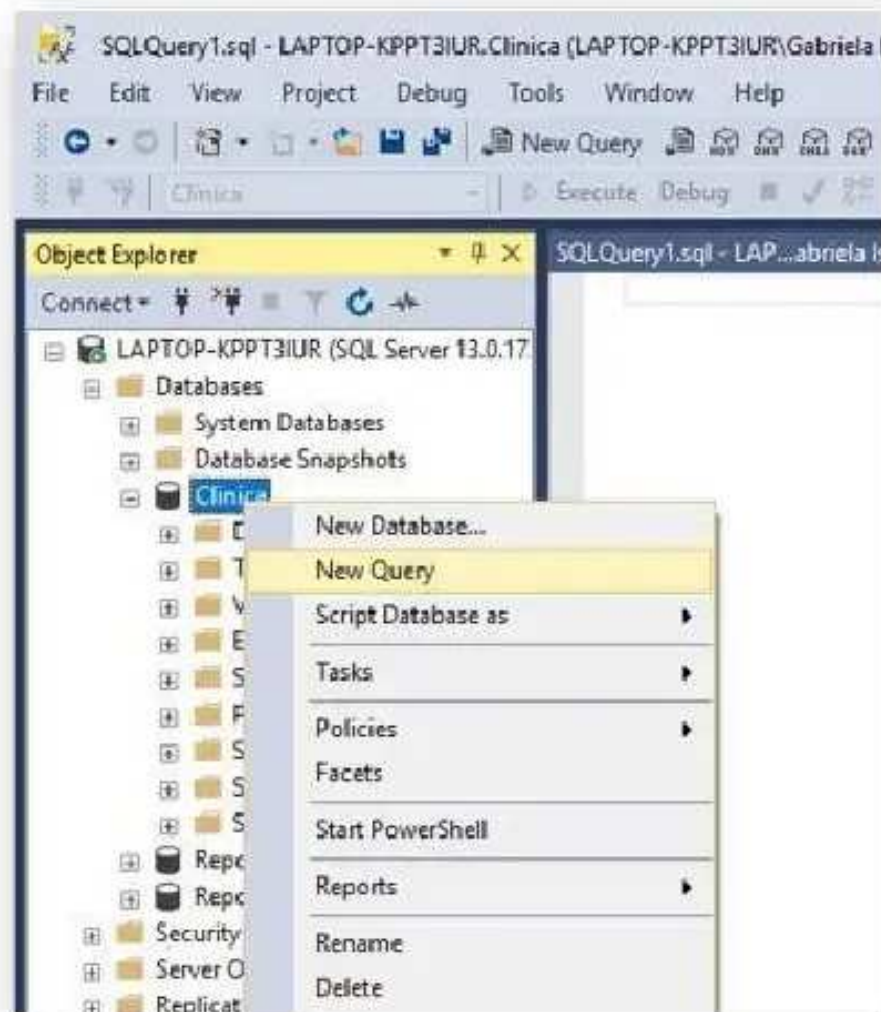 SQLQuery1.sql - LAPTOP-KPPT3IUR.Clinica (LAPTOP-KPPT3IUR\Gabriela
File Edit View Project Debug Tools Window Help
New Query
Clinica Execute Debug
Object Explorer
SQLQuery1.sql - LAP...abriela Is
Connect
LAPTOP-KPPT3IUR (SQL Server 13.0.17
Databases
System Databases
Database Snapshots
Clinica
New Database...
New Query
Script Database as
Tasks
Policies
Facets
Start PowerShell
Reports
Rename
Delete
T
V
E
S
F
S
S
S
Repo
Repo
Security
Server O
Replicat